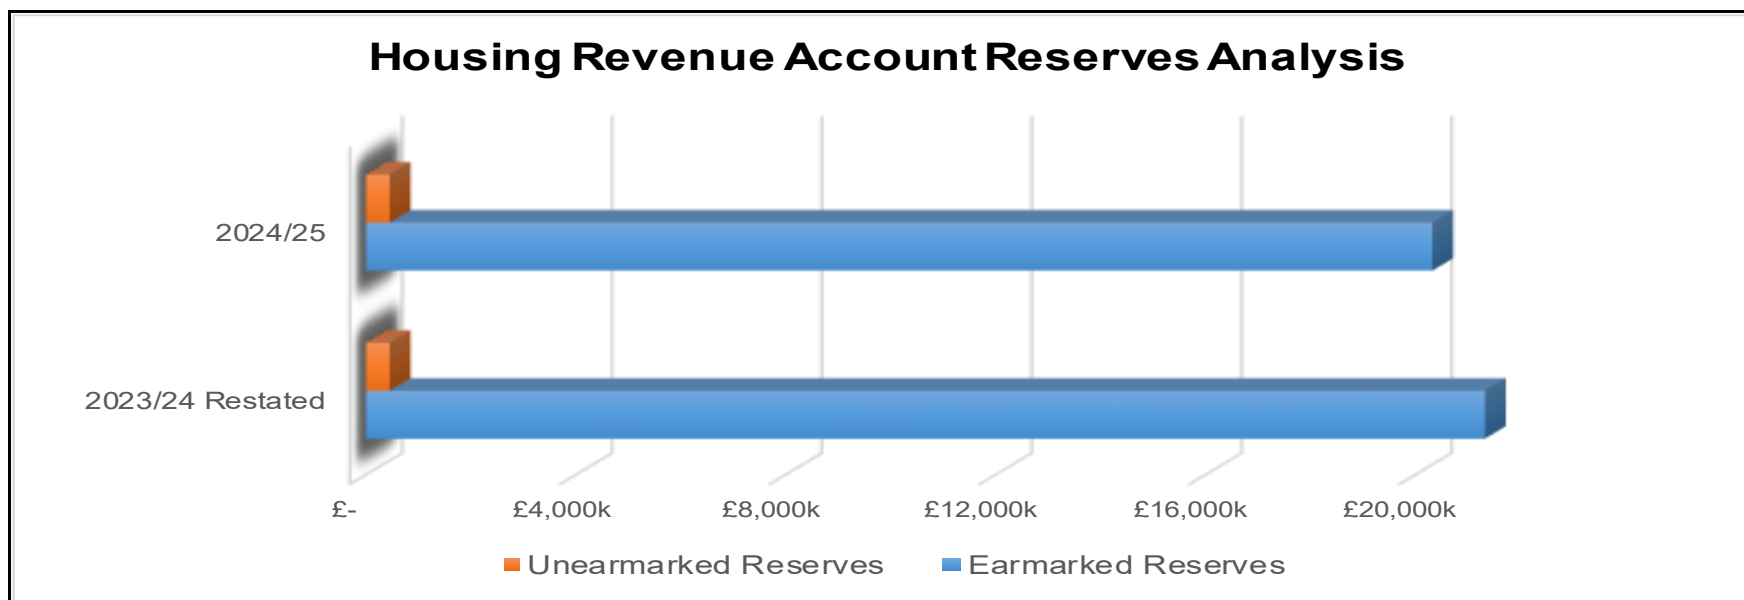 Housing Revenue Account Reserves Analysis
2024/25
2023/24 Restated
£-
£4,000k
£8,000k
£12,000k
£16,000k
£20,000k
Unearmarked Reserves
Earmarked Reserves